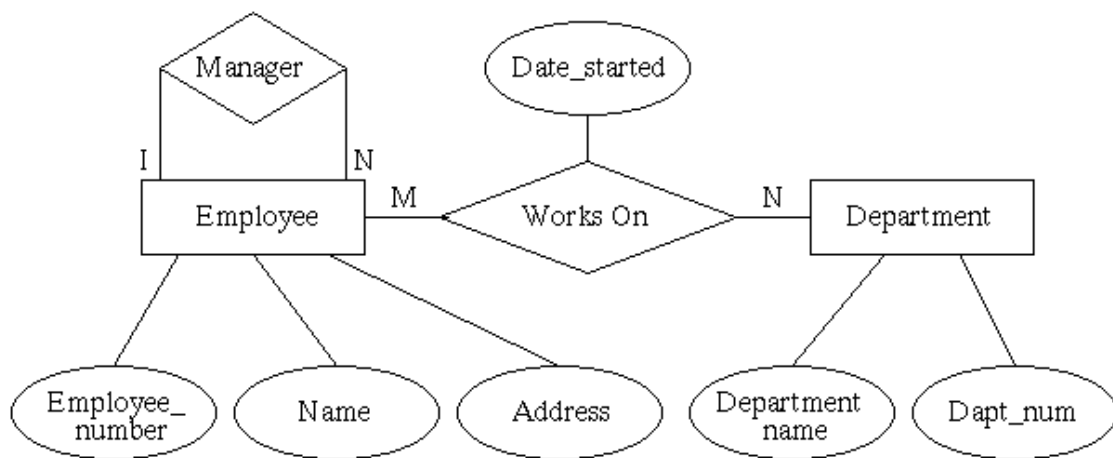 Manager
Date_started
I
N
Employee
M
Works On
N
Department
Employee_
number
Name
Address
Department
name
Dapt_num